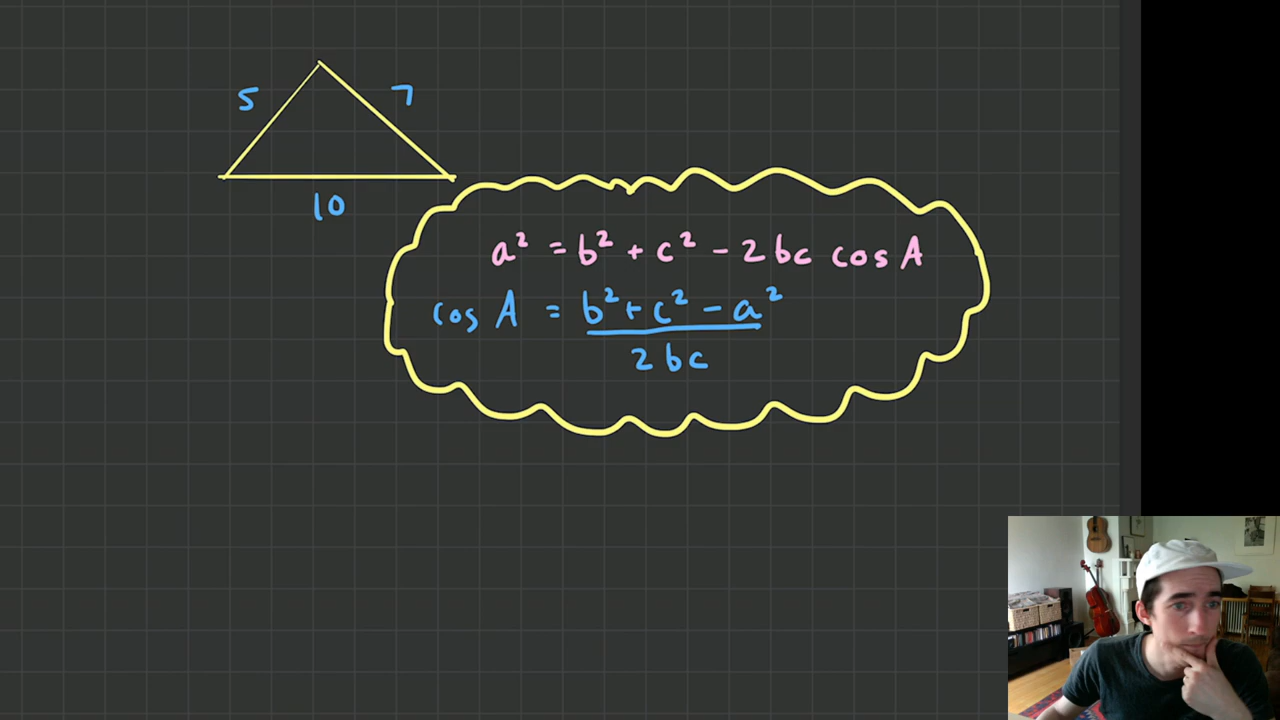 5
7
10
a² = b² + c² - 2bc cos A
cos A = b² + c² - a²
2bc